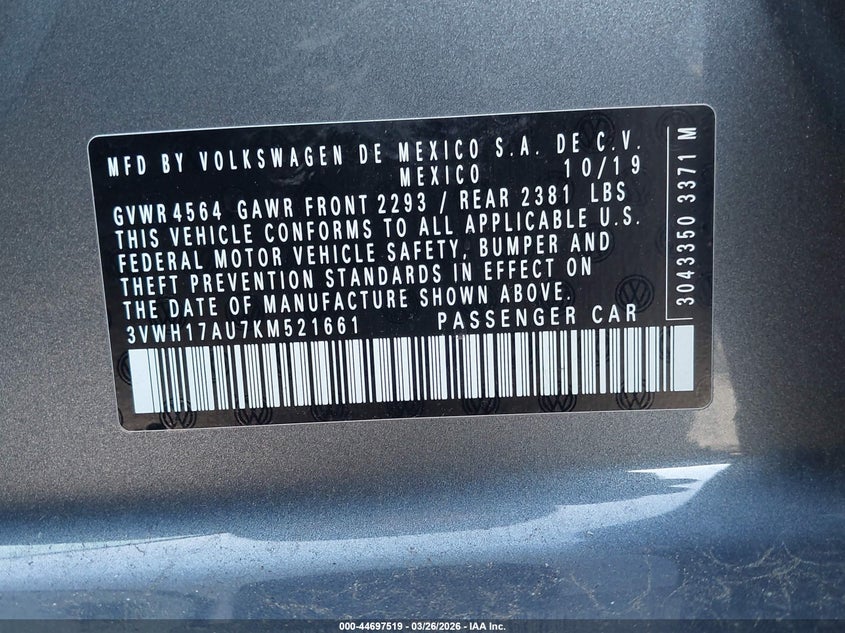 MFD BY VOLKSWAGEN DE MEXICO S.A. DE C.V.
MEXICO 10/19
GVWR 4564 GAWR FRONT 2293 / REAR 2381 LBS
THIS VEHICLE CONFORMS TO ALL APPLICABLE U.S.
FEDERAL MOTOR VEHICLE SAFETY, BUMPER AND
THEFT PREVENTION STANDARDS IN EFFECT ON
THE DATE OF MANUFACTURE SHOWN ABOVE.
3VWH17AU7KM521661 PASSENGER CAR
3043350 3371 M
000-44697519 - 03/26/2026 - IAA Inc.